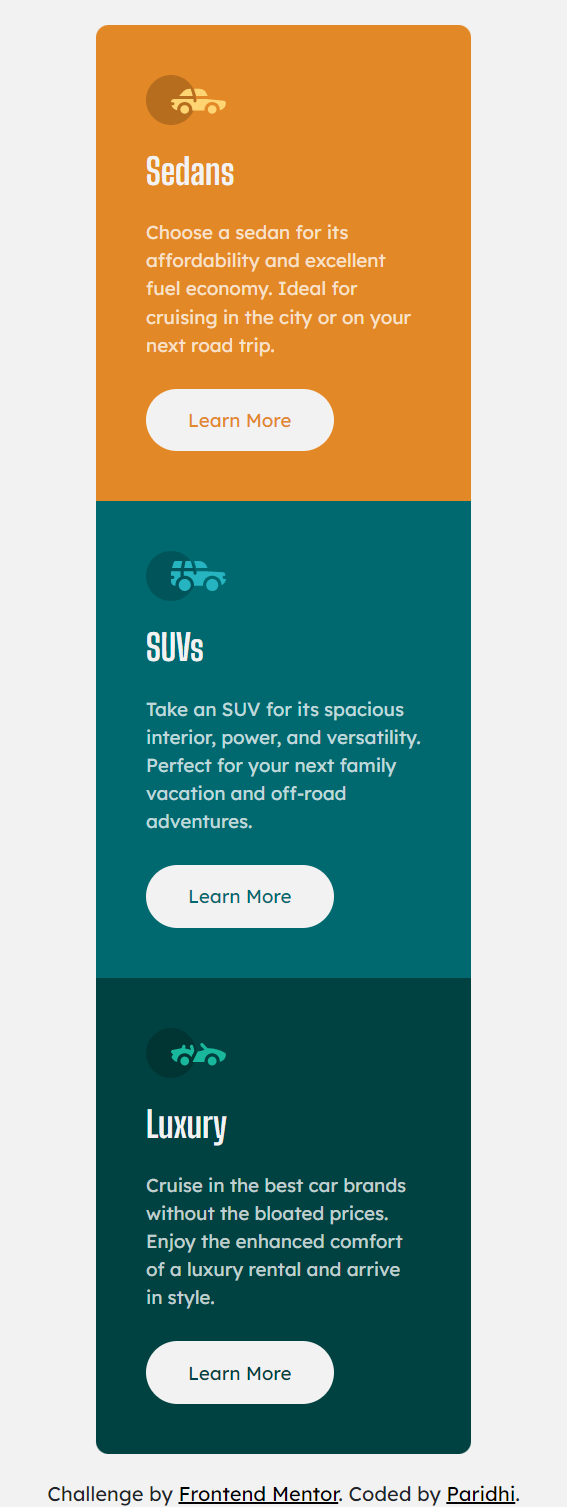 Sedans
Choose a sedan for its
affordability and excellent
fuel economy. Ideal for
cruising in the city or on your
next road trip.
Learn More
SUVs
Take an SUV for its spacious
interior, power, and versatility.
Perfect for your next family
vacation and off-road
adventures.
Learn More
Luxury
Cruise in the best car brands
without the bloated prices.
Enjoy the enhanced comfort
of a luxury rental and arrive
in style.
Learn More
Challenge by Frontend Mentor. Coded by Paridhi.